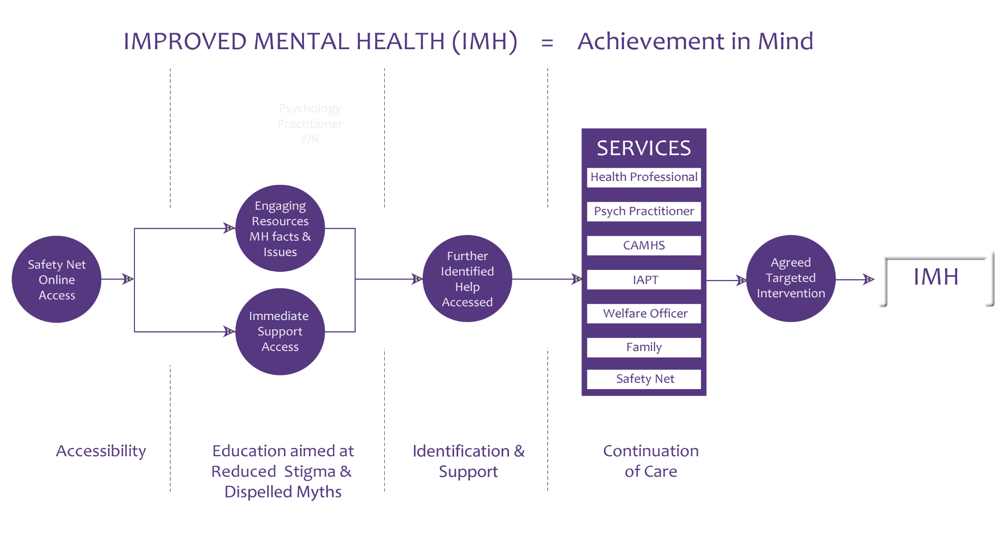 IMPROVED MENTAL HEALTH (IMH) = Achievement in Mind
Psychology
Practitioner
Y/N
Safety Net
Online
Access
Engaging
Resources
MH facts &
Issues
Immediate
Support
Access
Further
Identified
Help
Accessed
SERVICES
Health Professional
Psych Practitioner
CAMHS
IAPT
Welfare Officer
Family
Safety Net
Agreed
Targeted
Intervention
IMH
Accessibility
Education aimed at
Reduced Stigma &
Dispelled Myths
Identification &
Support
Continuation
of Care